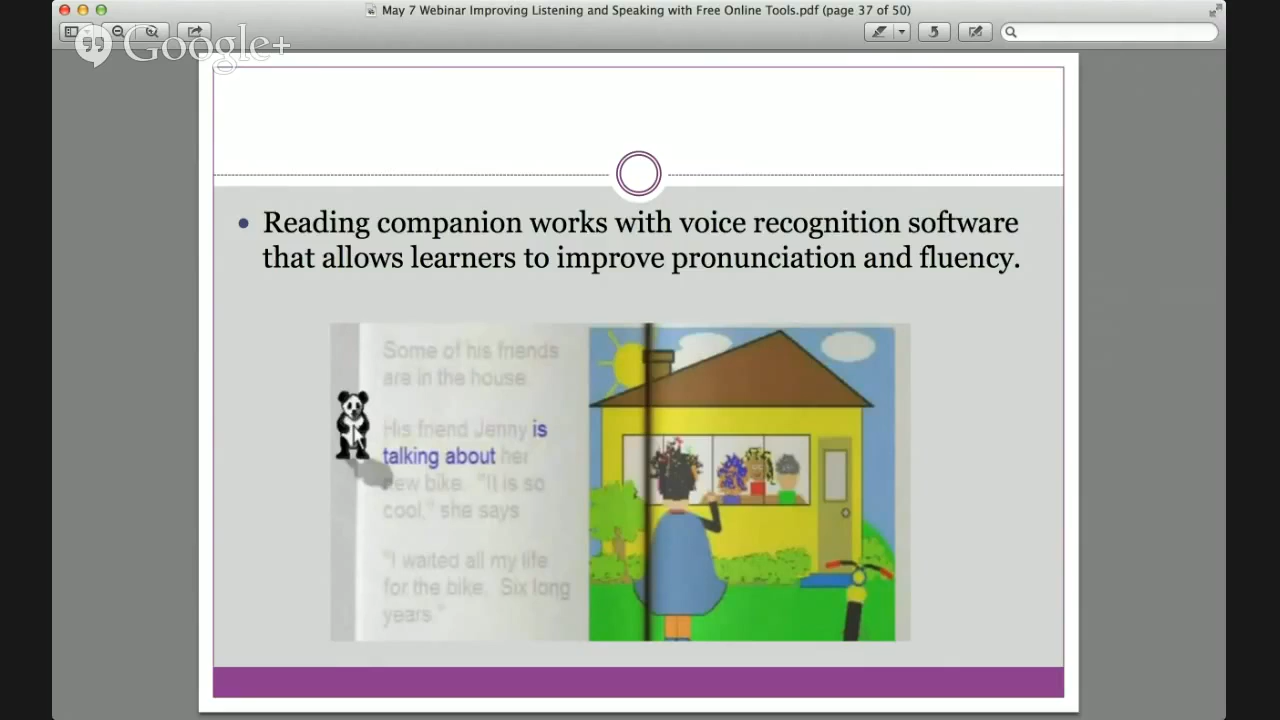 May 7 Webinar Improving Listening and Speaking with Free Online Tools.pdf (page 37 of 50)
Google+
• Reading companion works with voice recognition software
that allows learners to improve pronunciation and fluency.
Some of his friends
are in the house.
His friend Jenny is
talking about her
new bike. "It is so
cool," she says
"I waited all my life
for the bike. Six long
years."